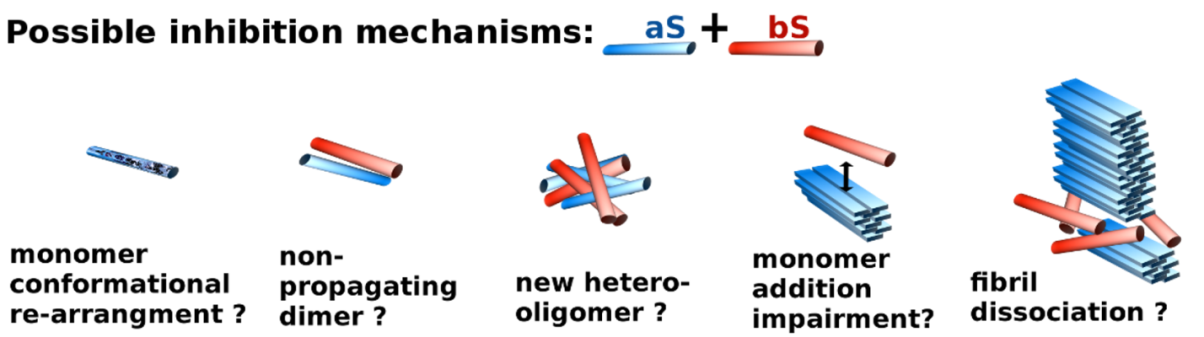 Possible inhibition mechanisms: aS + bS
monomer
conformational
re-arrangment ?
non-
propagating
dimer ?
new hetero-
oligomer ?
monomer
addition
impairment?
fibril
dissociation ?